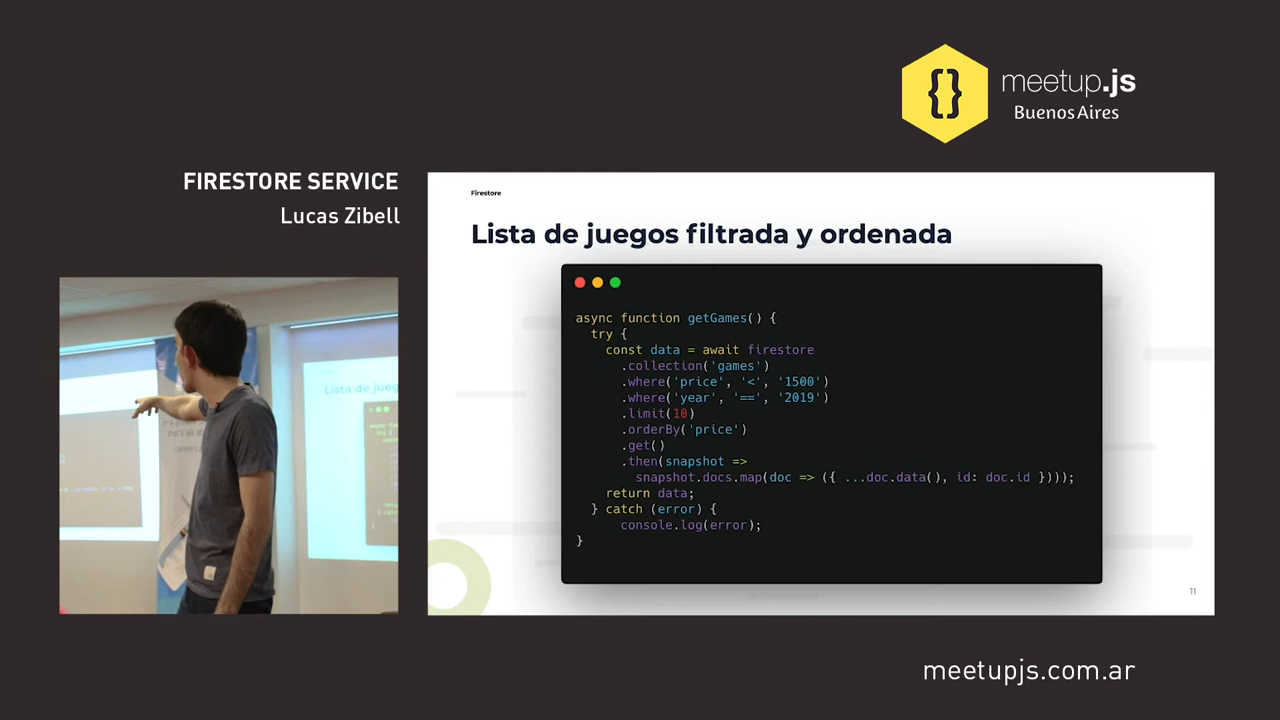 {}
meetup.js
Buenos Aires
FIRESTORE SERVICE
Lucas Zibell
Firestore
Lista de juegos filtrada y ordenada
async function getGames() {
try {
const data = await firestore
.collection('games')
.where('price', '<', '1500')
.where('year', '==', '2019')
.limit(10)
.orderBy('price')
.get()
.then(snapshot =>
snapshot.docs.map(doc => ({ ...doc.data(), id: doc.id })));
return data;
} catch (error) {
console.log(error);
}
11
Lista de jueg
meetupjs.com.ar